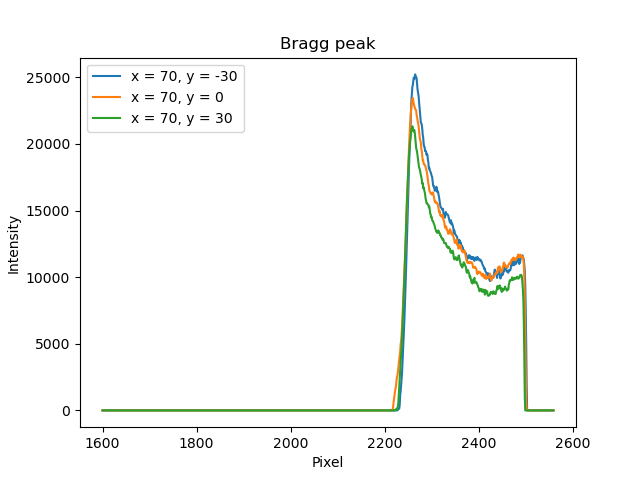 Bragg peak
x = 70, y = -30
x = 70, y = 0
x = 70, y = 30
25000
20000
15000
10000
5000
0
Intensity
1600 1800 2000 2200 2400 2600
Pixel